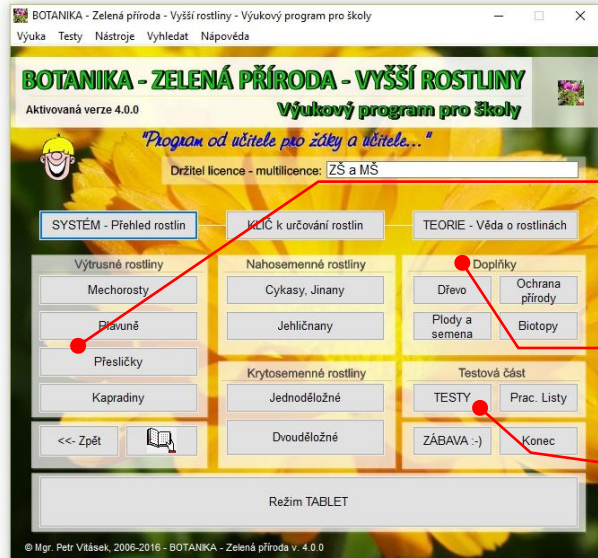 BOTANIKA - Zelená příroda - Vyšší rostliny - Výukový program pro školy
Výuka Testy Nástroje Vyhledat Nápověda
BOTANIKA - ZELENÁ PŘÍRODA - VYŠŠÍ ROSTLINY
Aktivovaná verze 4.0.0
Výukový program pro školy
"Program od učitele pro žáky a učitele..."
Držitel licence - multilicence: ZŠ a MŠ
SYSTÉM - Přehled rostlin
KLÍČ k určování rostlin
TEORIE - Věda o rostlinách
Výtrusné rostliny
Mechorosty
Plavuně
Přesličky
Kapradiny
<<- Zpět
Nahosemenné rostliny
Cykasy, Jinany
Jehličnany
Krytosemenné rostliny
Jednoděložné
Dvouděložné
Doplňky
Dřevo
Ochrana
přírody
Plody a
semena
Biotopy
Testová část
TESTY
Prac. Listy
ZÁBAVA :-)
Konec
Režim TABLET
© Mgr. Petr Vitásek, 2006-2016 - BOTANIKA - Zelená příroda v. 4.0.0